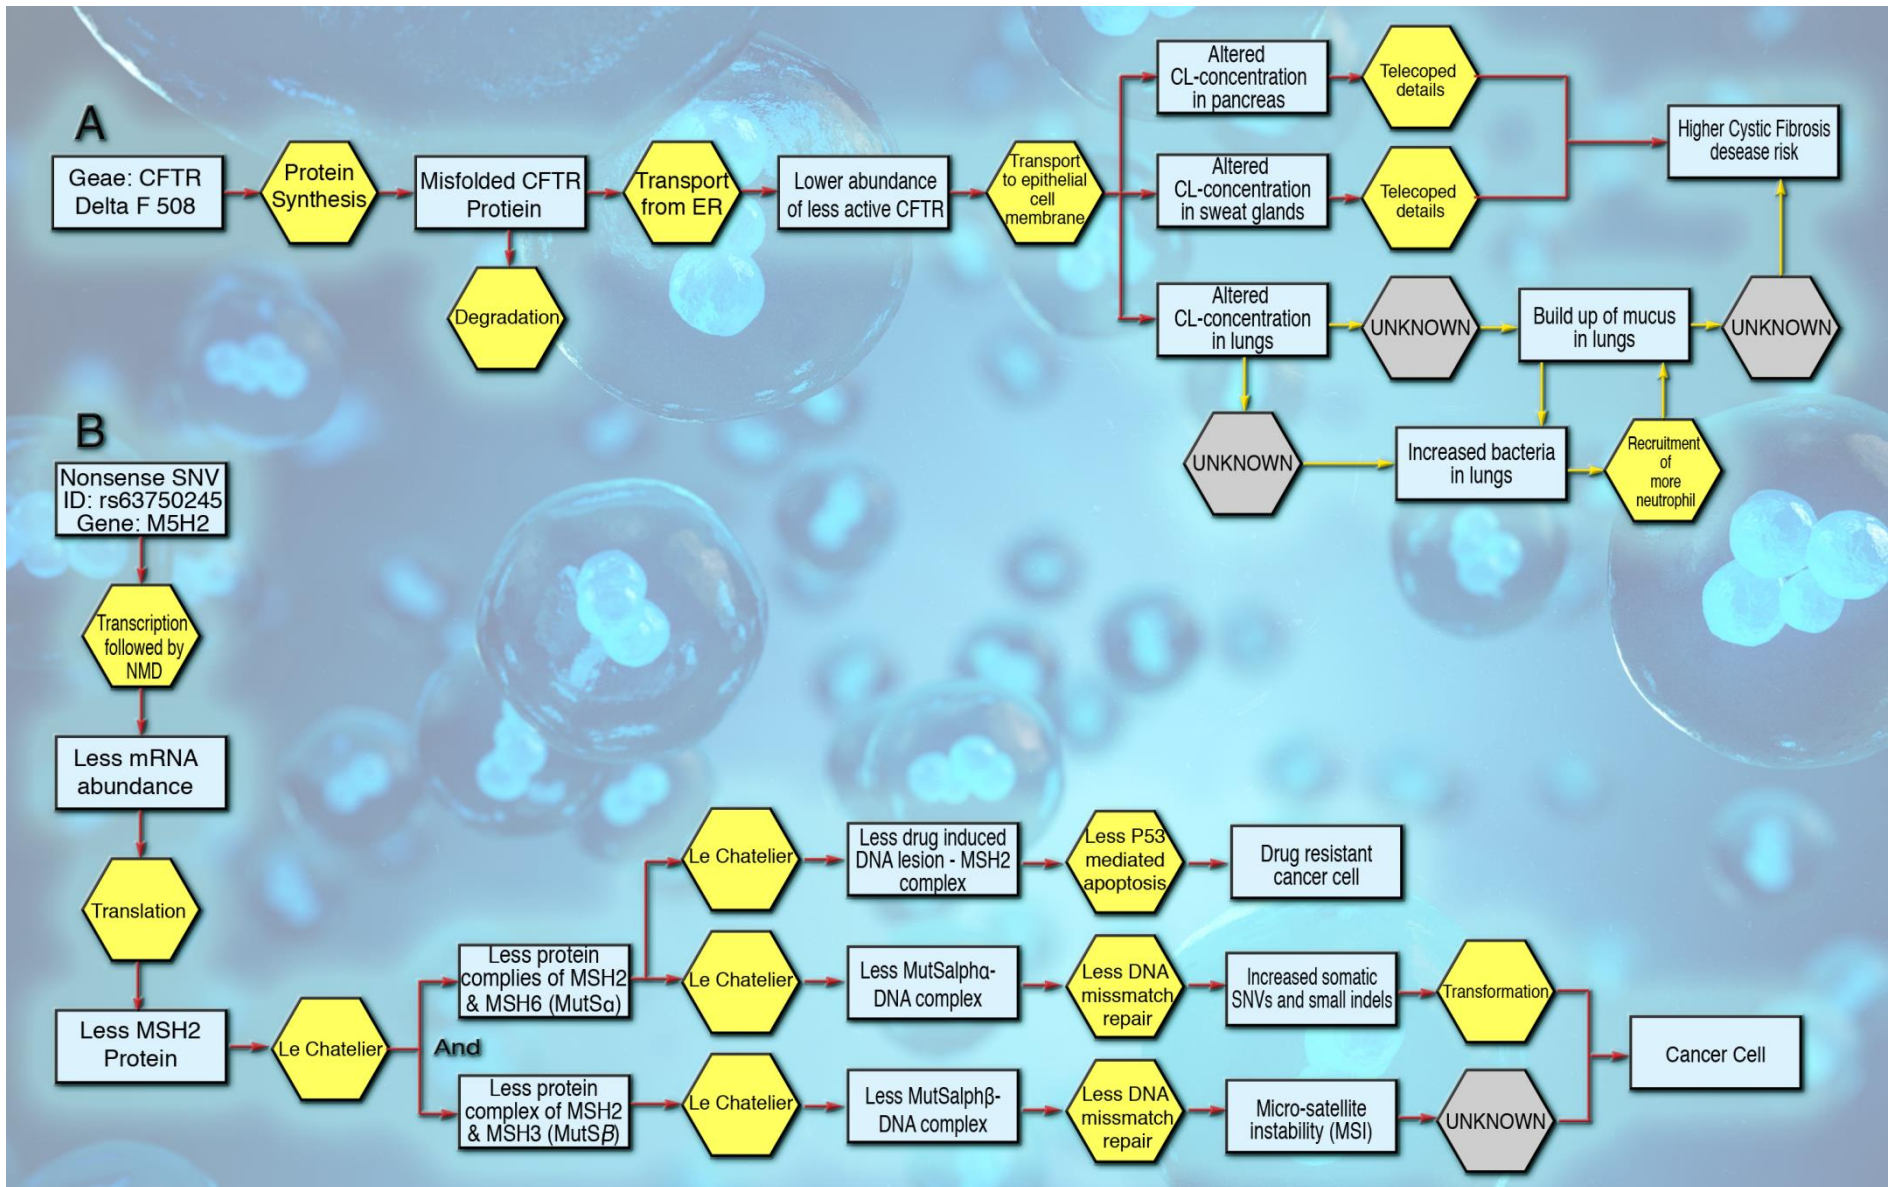 A
Geae: CFTR
Delta F 508
Protein
Synthesis
Misfolded CFTR
Protiein
Degradation
Transport
from ER
Lower abundance
of less active CFTR
Transport
to epithelial
cell
membrane
Altered
CL-concentration
in pancreas
Telecoped
details
Altered
CL-concentration
in sweat glands
Telecoped
details
Higher Cystic Fibrosis
desease risk
Altered
CL-concentration
in lungs
UNKNOWN
Build up of mucus
in lungs
UNKNOWN
UNKNOWN
Increased bacteria
in lungs
Recruitment
of
more
neutrophil
B
Nonsense SNV
ID: rs63750245
Gene: M5H2
Transcription
followed by
NMD
Less mRNA
abundance
Translation
Less MSH2
Protein
Le Chatelier
And
Less protein
complies of MSH2
& MSH6 (MutSα)
Less protein
complex of MSH2
& MSH3 (MutSβ)
Le Chatelier
Less drug induced
DNA lesion - MSH2
complex
Less P53
mediated
apoptosis
Drug resistant
cancer cell
Le Chatelier
Less MutSalphα-
DNA complex
Less DNA
missmatch
repair
Increased somatic
SNVs and small indels
Transformation
Le Chatelier
Less MutSalphβ-
DNA complex
Less DNA
missmatch
repair
Micro-satellite
instability (MSI)
UNKNOWN
Cancer Cell